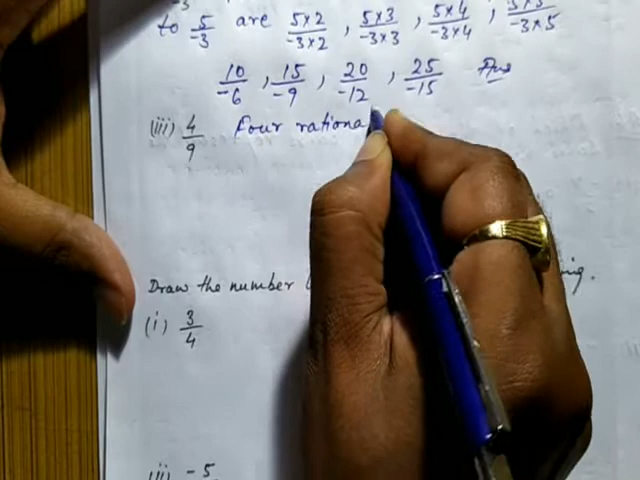 to 5/-3 are 5×2/-3×2 , 5×3/-3×3 , 5×4/-3×4 , 5×5/-3×5
10/-6 , 15/-9 , 20/-12 , 25/-15 Ans
(iii) 4/9 Four rationa
Draw the number
(i) 3/4
(ii) -5